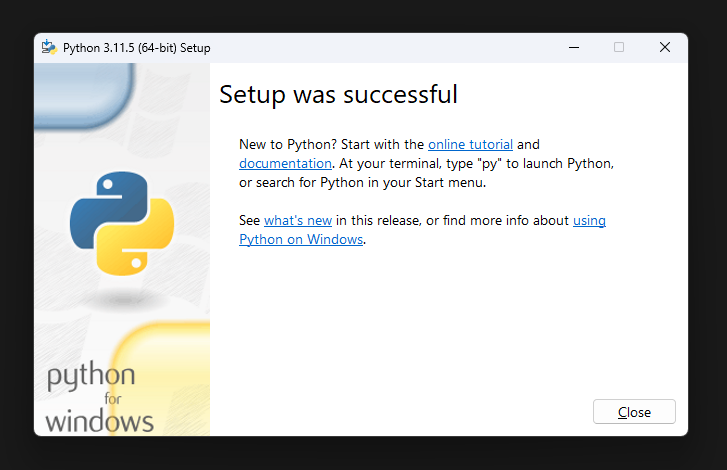 Python 3.11.5 (64-bit) Setup
Setup was successful
New to Python? Start with the online tutorial and
documentation. At your terminal, type "py" to launch Python,
or search for Python in your Start menu.
See what's new in this release, or find more info about using
Python on Windows.
python
for
windows
Close